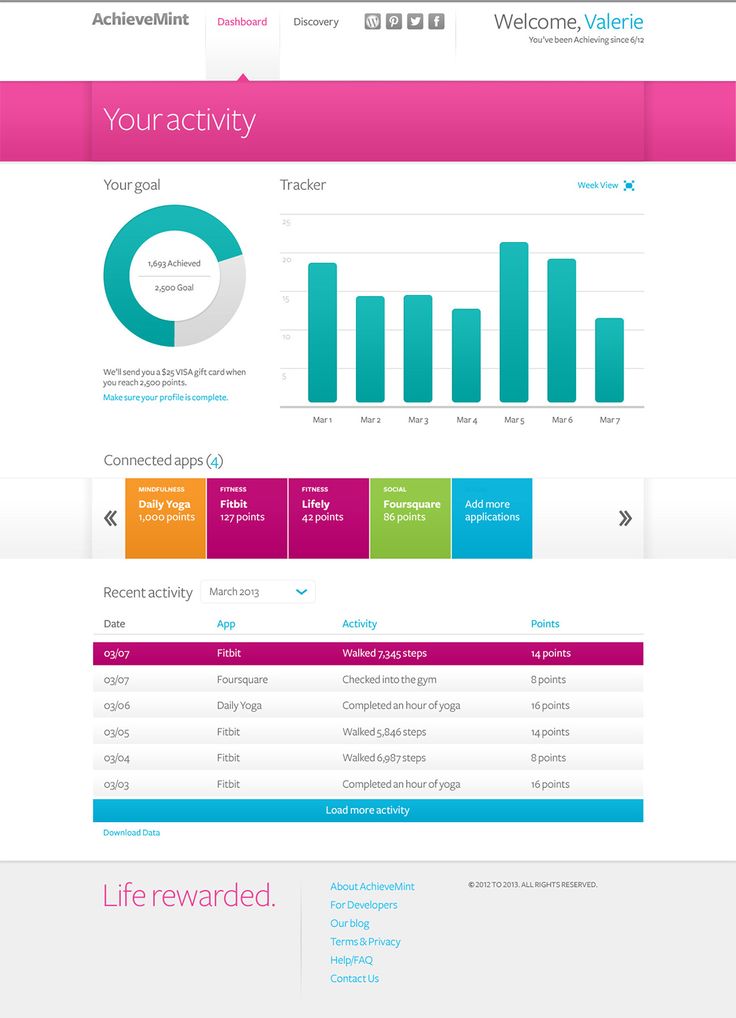 AchieveMint
Dashboard
Discovery
Welcome, Valerie
You've been Achieving since 6/12
Your activity
Your goal
1,693 Achieved
2,500 Goal
We'll send you a $25 VISA gift card when
you reach 2,500 points.
Make sure your profile is complete.
Tracker
Week View
25
20
15
10
5
Mar 1 Mar 2 Mar 3 Mar 4 Mar 5 Mar 6 Mar 7
Connected apps (4)
MINDFULNESS
Daily Yoga
1,000 points
FITNESS
Fitbit
127 points
FITNESS
Lifely
42 points
SOCIAL
Foursquare
86 points
Add more
applications
Recent activity
March 2013
Date App Activity Points
03/07 Fitbit Walked 7,345 steps 14 points
03/07 Foursquare Checked into the gym 8 points
03/06 Daily Yoga Completed an hour of yoga 16 points
03/05 Fitbit Walked 5,846 steps 14 points
03/04 Fitbit Walked 6,987 steps 8 points
03/03 Fitbit Completed an hour of yoga 16 points
Load more activity
Download Data
Life rewarded.
About AchieveMint
For Developers
Our blog
Terms & Privacy
Help/FAQ
Contact Us
© 2012 TO 2013. ALL RIGHTS RESERVED.